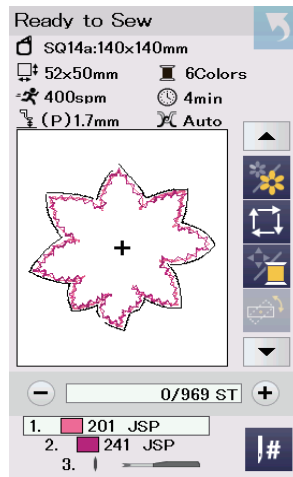 Ready to Sew
SQ14a:140x140mm
52x50mm 6Colors
400spm 4min
(P)1.7mm Auto
0/969 ST
1. 201 JSP
2. 241 JSP
3.
#